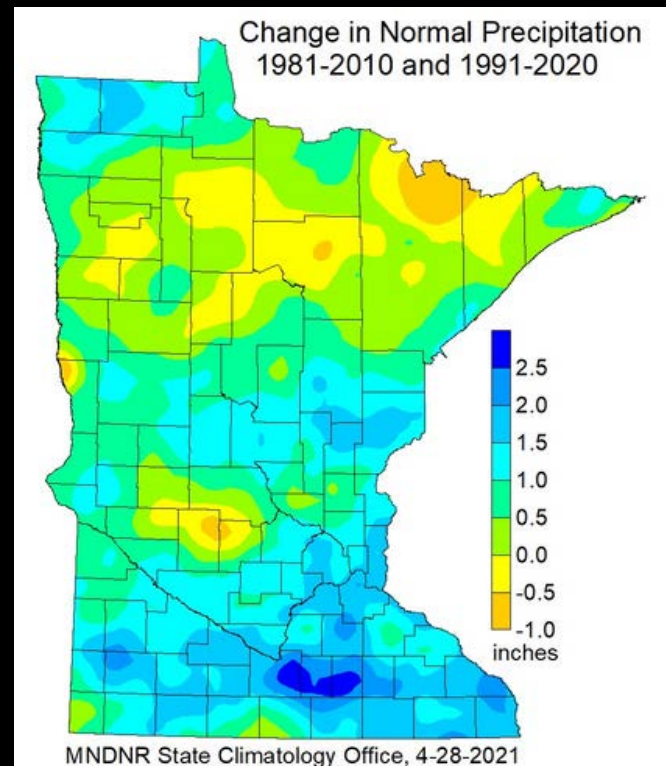 Change in Normal Precipitation
1981-2010 and 1991-2020
2.5
2.0
1.5
1.0
0.5
0.0
-0.5
-1.0
inches
MNDNR State Climatology Office, 4-28-2021